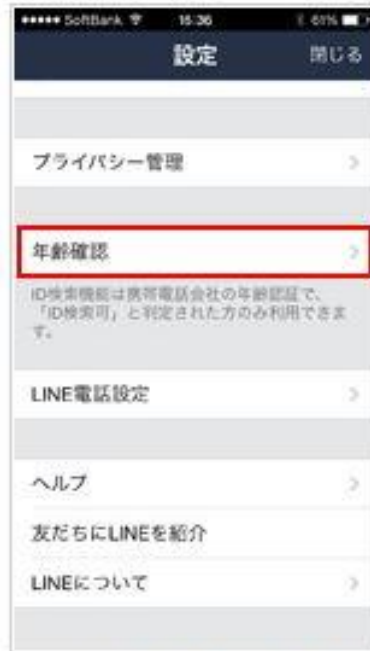 SoftBank 15:36 61%
設定 閉じる
プライバシー管理
年齢確認
ID検索機能は携帯電話会社の年齢認証で、
「ID検索可」と判定された方のみ利用できま
す。
LINE電話設定
ヘルプ
友だちにLINEを紹介
LINEについて